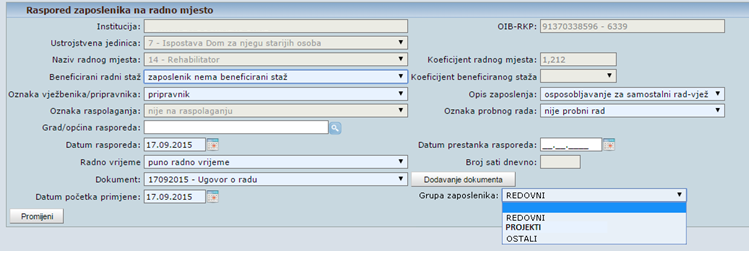 Raspored zaposlenika na radno mjesto
Institucija: OIB-RKP: 91370338596 - 6339
Ustrojstvena jedinica: 7 - Ispostava Dom za njegu starijih osoba
Naziv radnog mjesta: 14 - Rehabilitator Koeficijent radnog mjesta: 1,212
Beneficirani radni staž zaposlenik nema beneficirani staž Koeficijent beneficiranog staža
Oznaka vježbenika/pripravnika: pripravnik Opis zaposlenja: osposobljavanje za samostalni rad-vjež
Oznaka raspolaganja: nije na raspolaganju Oznaka probnog rada: nije probni rad
Grad/općina rasporeda:
Datum rasporeda: 17.09.2015 Datum prestanka rasporeda: __.__.____
Radno vrijeme: puno radno vrijeme Broj sati dnevno:
Dokument: 17092015 - Ugovor o radu Dodavanje dokumenta
Datum početka primjene: 17.09.2015 Grupa zaposlenika: REDOVNI
Promijeni
REDOVNI
PROJEKTI
OSTALI